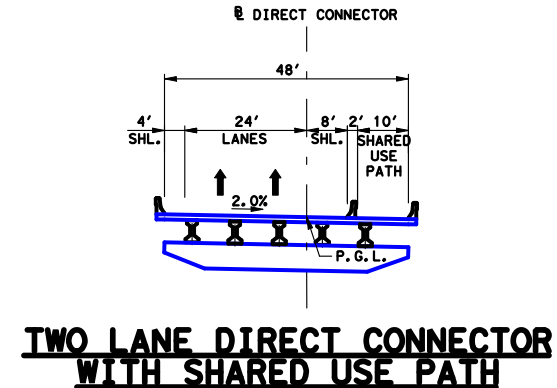 ℄ DIRECT CONNECTOR
48'
4' 24' 8' 2' 10'
SHL. LANES SHL. SHARED
USE
PATH
2.0%
P.G.L.
TWO LANE DIRECT CONNECTOR
WITH SHARED USE PATH